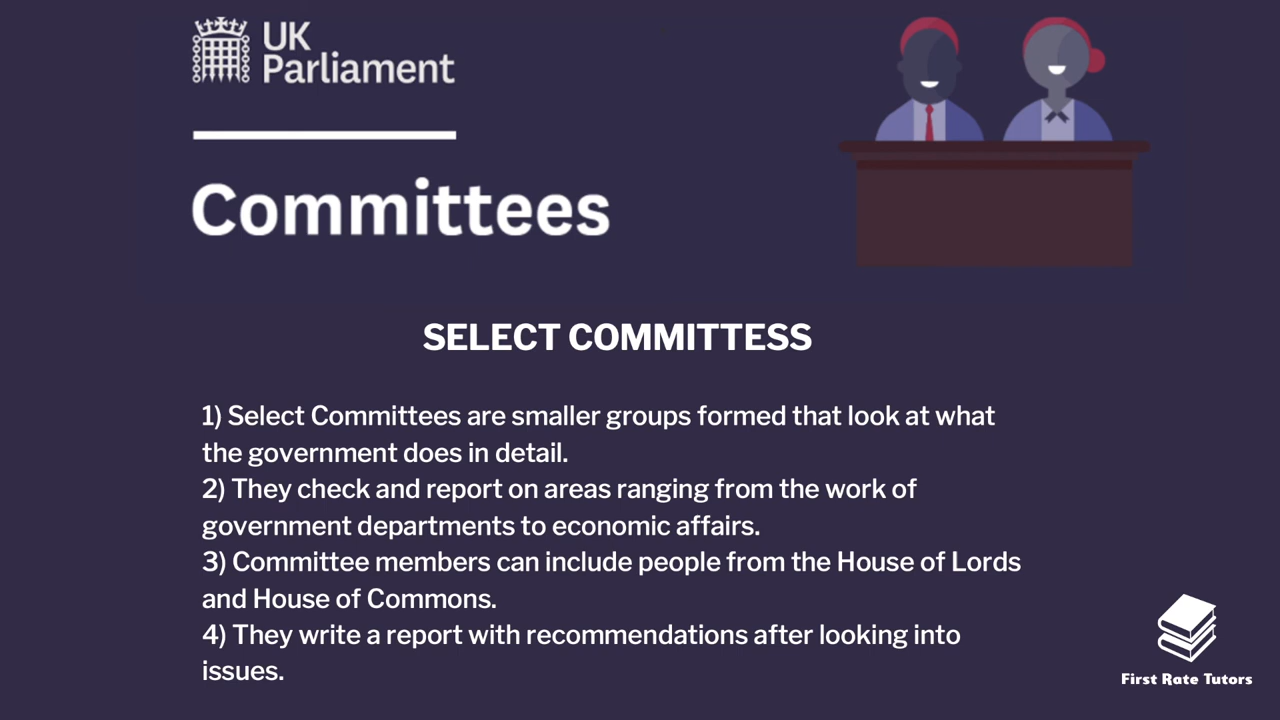 UK
Parliament
Committees
SELECT COMMITTESS
1) Select Committees are smaller groups formed that look at what
the government does in detail.
2) They check and report on areas ranging from the work of
government departments to economic affairs.
3) Committee members can include people from the House of Lords
and House of Commons.
4) They write a report with recommendations after looking into
issues.
First Rate Tutors